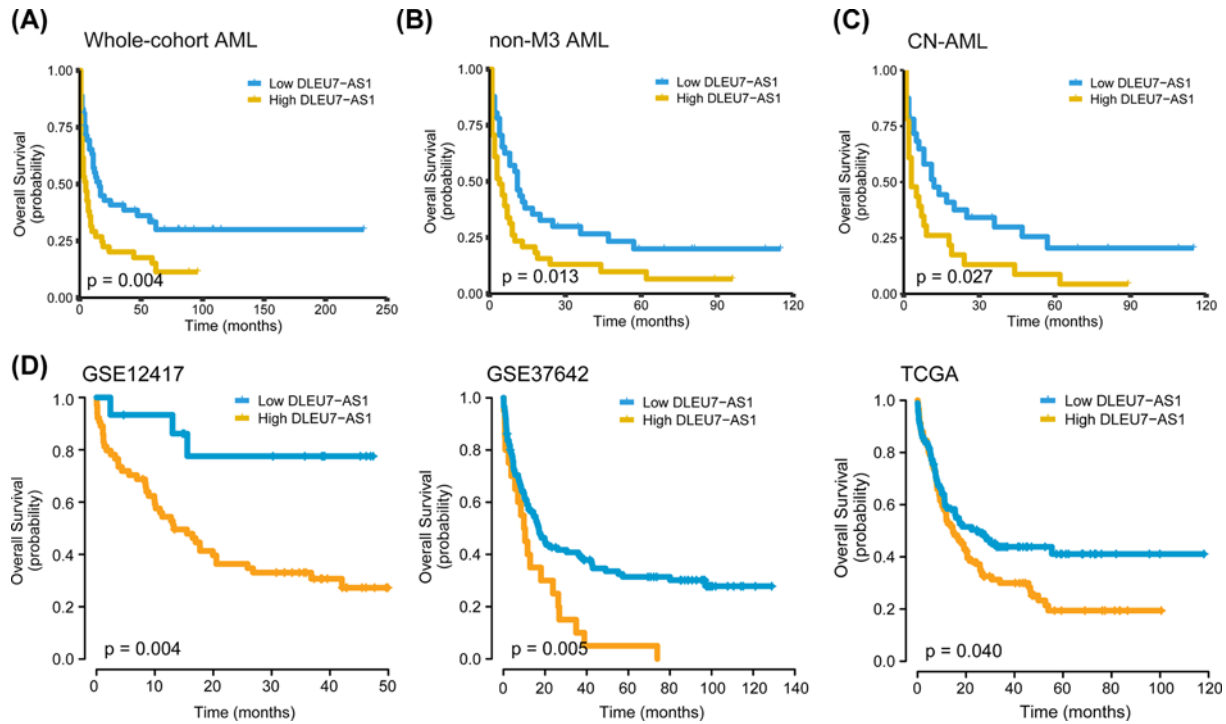 (A)
Whole-cohort AML
Low DLEU7-AS1
High DLEU7-AS1
1.00
0.75
0.50
0.25
0.00
Overall Survival
(probability)
p = 0.004
0
50
100
150
200
250
Time (months)
(B)
non-M3 AML
Low DLEU7-AS1
High DLEU7-AS1
1.00
0.75
0.50
0.25
0.00
Overall Survival
(probability)
p = 0.013
0
30
60
90
120
Time (months)
(C)
CN-AML
Low DLEU7-AS1
High DLEU7-AS1
1.00
0.75
0.50
0.25
0.00
Overall Survival
(probability)
p = 0.027
0
30
60
90
120
Time (months)
(D)
GSE12417
Low DLEU7-AS1
High DLEU7-AS1
1.0
0.8
0.6
0.4
0.2
0.0
Overall Survival
(probability)
p = 0.004
0
10
20
30
40
50
Time (months)
GSE37642
Low DLEU7-AS1
High DLEU7-AS1
1.0
0.8
0.6
0.4
0.2
0.0
Overall Survival
(probability)
p = 0.005
0
20
40
60
80
100
120
140
Time (months)
TCGA
Low DLEU7-AS1
High DLEU7-AS1
1.0
0.8
0.6
0.4
0.2
0.0
Overall Survival
(probability)
p = 0.040
0
20
40
60
80
100
120
Time (months)